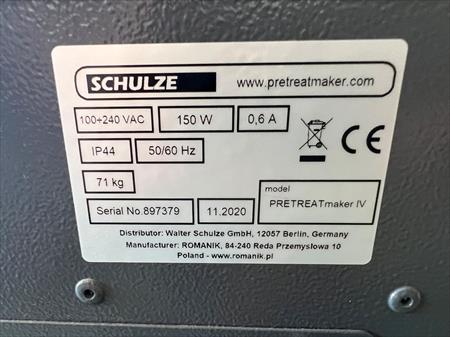 SCHULZE www.pretreatmaker.com
100÷240 VAC 150 W 0,6 A
IP44 50/60 Hz
CE
71 kg
model
Serial No.897379 11.2020 PRETREATmaker IV
Distributor: Walter Schulze GmbH, 12057 Berlin, Germany
Manufacturer: ROMANIK, 84-240 Reda Przemyslowa 10
Poland - www.romanik.pl